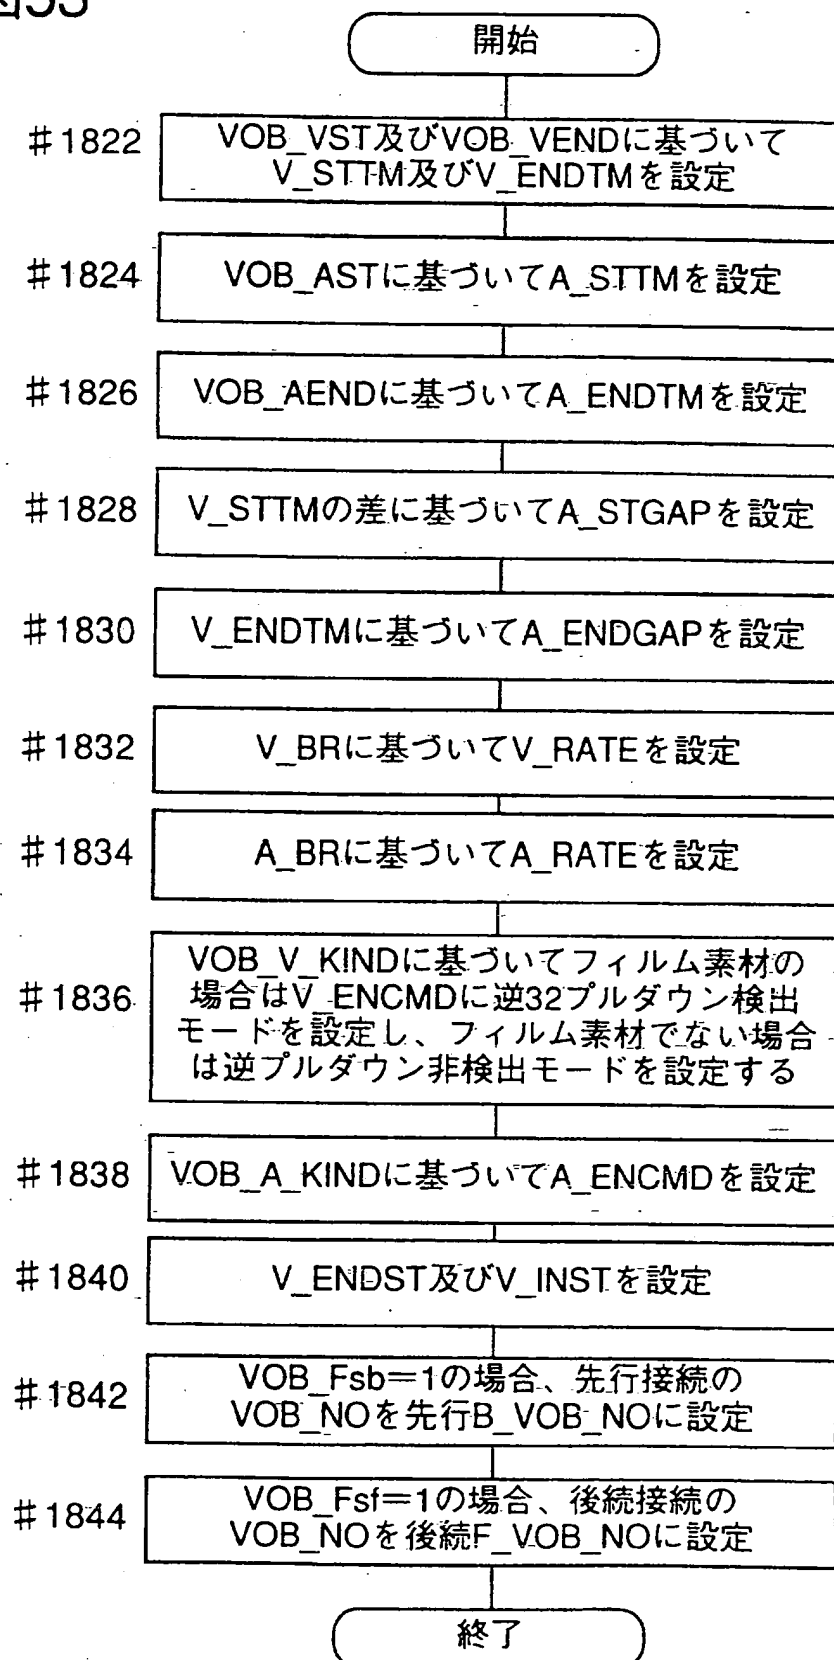 開始
#1822
VOB_VST及びVOB_VENDに基づいて
V_STTM及びV_ENDTMを設定
#1824
VOB_ASTに基づいてA_STTMを設定
#1826
VOB_AENDに基づいてA_ENDTMを設定
#1828
V_STTMの差に基づいてA_STGAPを設定
#1830
V_ENDTMに基づいてA_ENDGAPを設定
#1832
V_BRに基づいてV_RATEを設定
#1834
A_BRに基づいてA_RATEを設定
#1836
VOB_V_KINDに基づいてフィルム素材の
場合はV_ENCMDに逆32プルダウン検出
モードを設定し、フィルム素材でない場合
は逆プルダウン非検出モードを設定する
#1838
VOB_A_KINDに基づいてA_ENCMDを設定
#1840
V_ENDST及びV_INSTを設定
#1842
VOB_Fsb=1の場合、先行接続の
VOB_NOを先行B_VOB_NOに設定
#1844
VOB_Fsf=1の場合、後続接続の
VOB_NOを後続F_VOB_NOに設定
終了